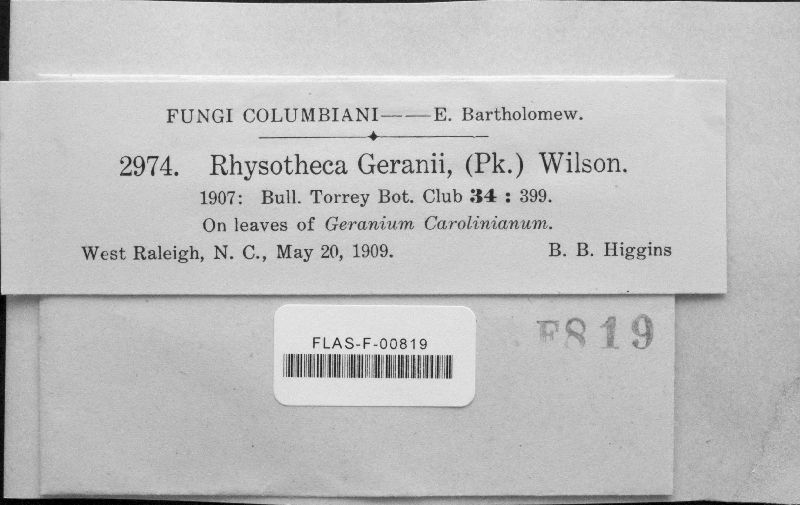 FUNGI COLUMBIANI——E. Bartholomew.
2974. Rhysotheca Geranii, (Pk.) Wilson.
1907: Bull. Torrey Bot. Club 34 : 399.
On leaves of Geranium Carolinianum.
West Raleigh, N. C., May 20, 1909. B. B. Higgins
FLAS-F-00819
F819